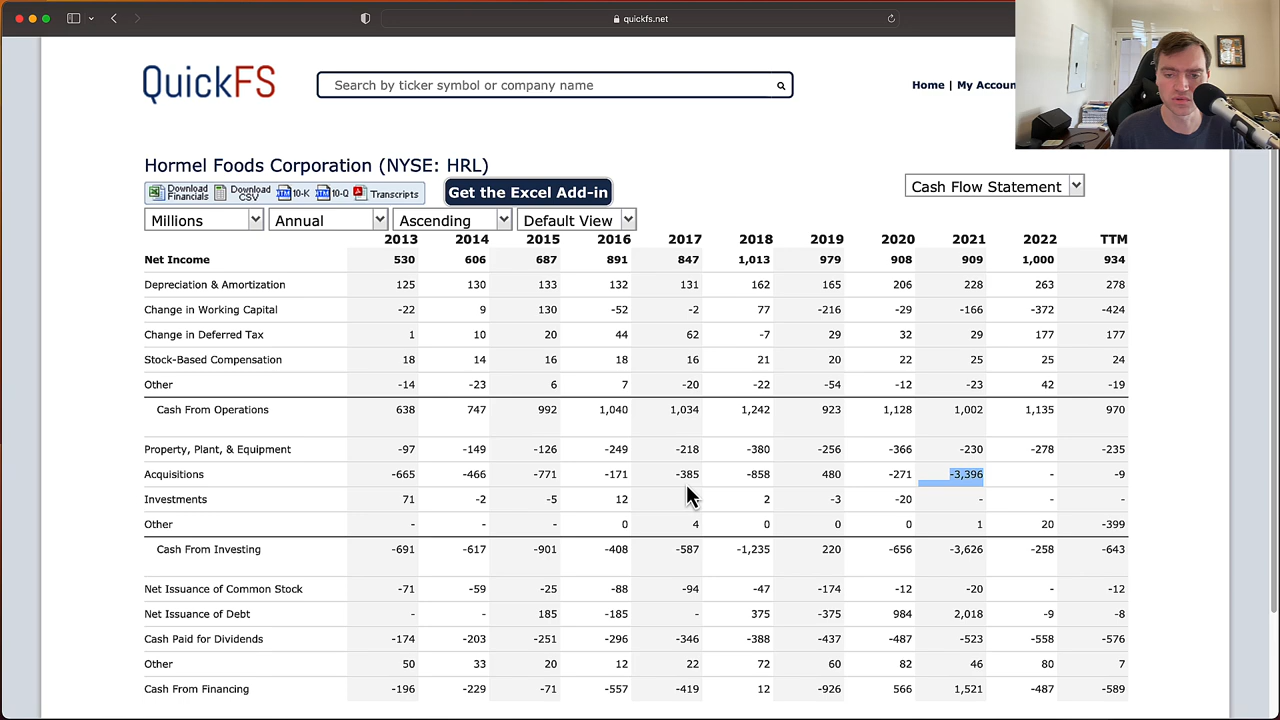 quickfs.net
QuickFS
Search by ticker symbol or company name
Home | My Accoun
Hormel Foods Corporation (NYSE: HRL)
Download Financials Download CSV 10-K 10-Q Transcripts Get the Excel Add-in
Cash Flow Statement
Millions Annual Ascending Default View
2013 2014 2015 2016 2017 2018 2019 2020 2021 2022 TTM
Net Income 530 606 687 891 847 1,013 979 908 909 1,000 934
Depreciation & Amortization 125 130 133 132 131 162 165 206 228 263 278
Change in Working Capital -22 9 130 -52 -2 77 -216 -29 -166 -372 -424
Change in Deferred Tax 1 10 20 44 62 -7 29 32 29 177 177
Stock-Based Compensation 18 14 16 18 16 21 20 22 25 25 24
Other -14 -23 6 7 -20 -22 -54 -12 -23 42 -19
Cash From Operations 638 747 992 1,040 1,034 1,242 923 1,128 1,002 1,135 970
Property, Plant, & Equipment -97 -149 -126 -249 -218 -380 -256 -366 -230 -278 -235
Acquisitions -665 -466 -771 -171 -385 -858 480 -271 -3,396 - -9
Investments 71 -2 -5 12 2 -3 -20 - - -
Other - - - 0 4 0 0 0 1 20 -399
Cash From Investing -691 -617 -901 -408 -587 -1,235 220 -656 -3,626 -258 -643
Net Issuance of Common Stock -71 -59 -25 -88 -94 -47 -174 -12 -20 - -12
Net Issuance of Debt - - 185 -185 - 375 -375 984 2,018 -9 -8
Cash Paid for Dividends -174 -203 -251 -296 -346 -388 -437 -487 -523 -558 -576
Other 50 33 20 12 22 72 60 82 46 80 7
Cash From Financing -196 -229 -71 -557 -419 12 -926 566 1,521 -487 -589